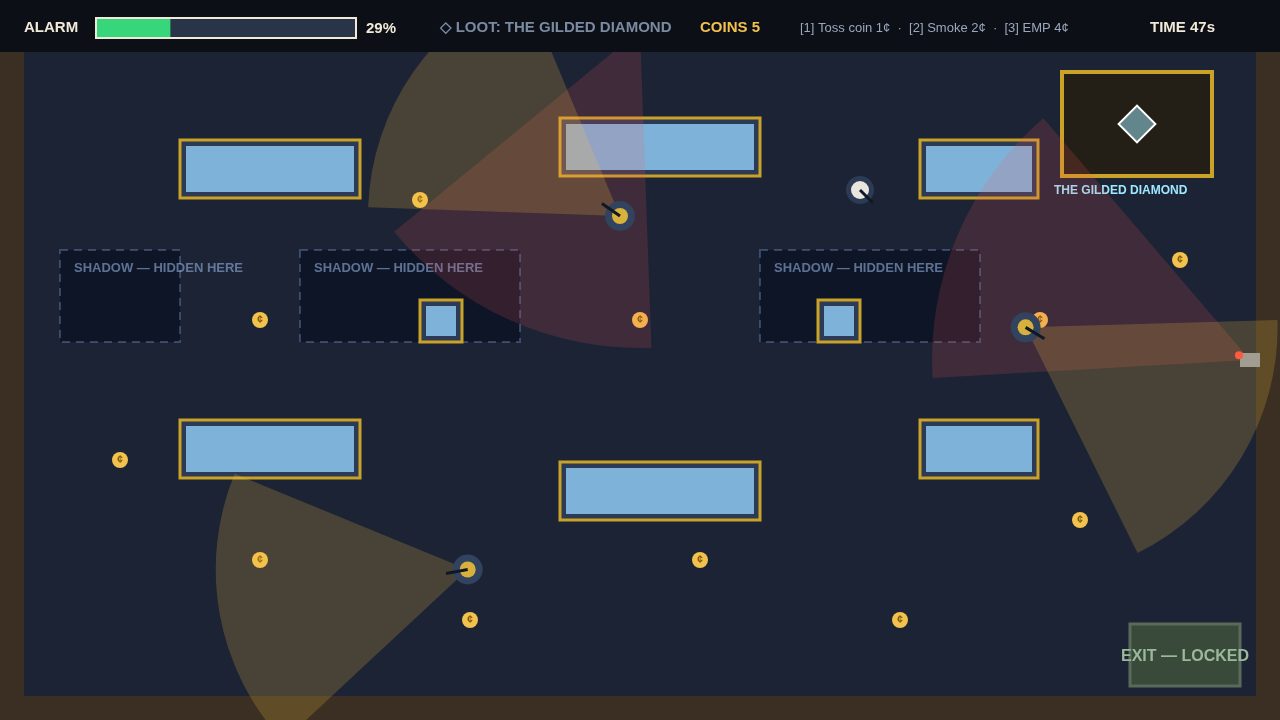 ALARM 29% ◇ LOOT: THE GILDED DIAMOND COINS 5 [1] Toss coin 1¢ · [2] Smoke 2¢ · [3] EMP 4¢ TIME 47s
THE GILDED DIAMOND
¢
¢
SHADOW — HIDDEN HERE SHADOW — HIDDEN HERE SHADOW — HIDDEN HERE
¢ ¢ ¢
¢
¢
¢ ¢
¢ ¢
EXIT — LOCKED